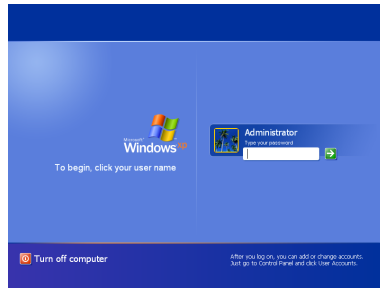 Microsoft
Windows xp
To begin, click your user name
Administrator
Type your password
Turn off computer
After you log on, you can add or change accounts.
Just go to Control Panel and click User Accounts.